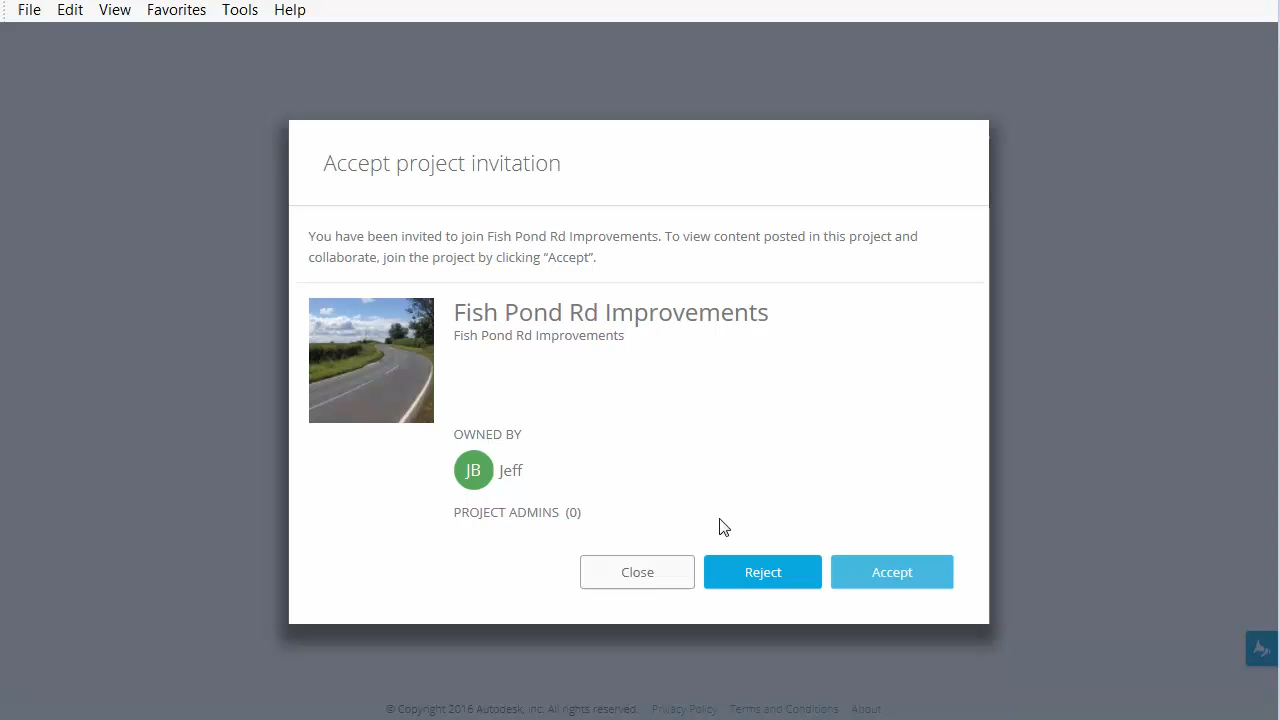 File Edit View Favorites Tools Help
Accept project invitation
You have been invited to join Fish Pond Rd Improvements. To view content posted in this project and
collaborate, join the project by clicking “Accept”.
Fish Pond Rd Improvements
Fish Pond Rd Improvements
OWNED BY
JB Jeff
PROJECT ADMINS (0)
Close Reject Accept
© Copyright 2016 Autodesk, Inc. All rights reserved. Privacy Policy Terms and Conditions About